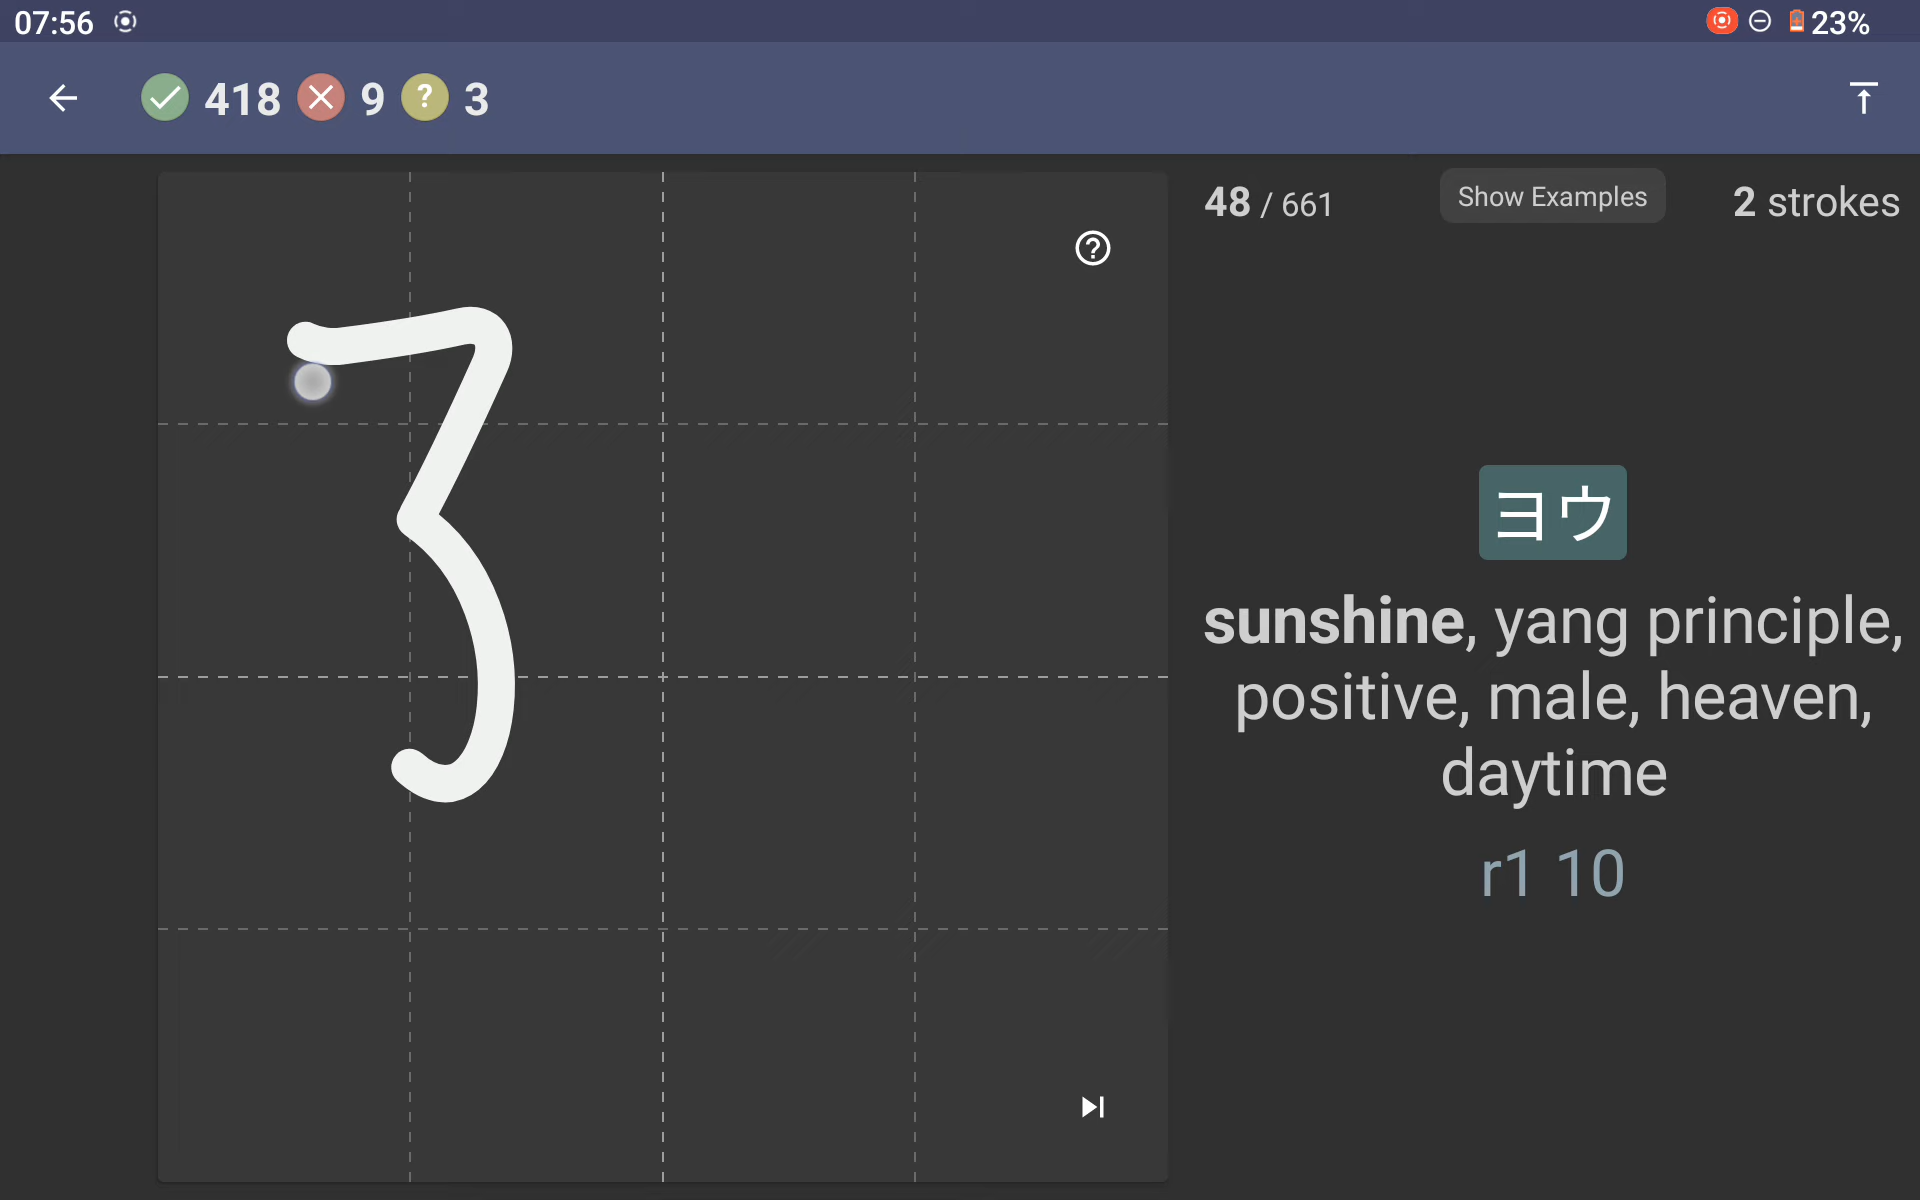 07:56 23%
418 9 ? 3
48 / 661 Show Examples 2 strokes
?
ヨウ
sunshine, yang principle,
positive, male, heaven,
daytime
r1 10